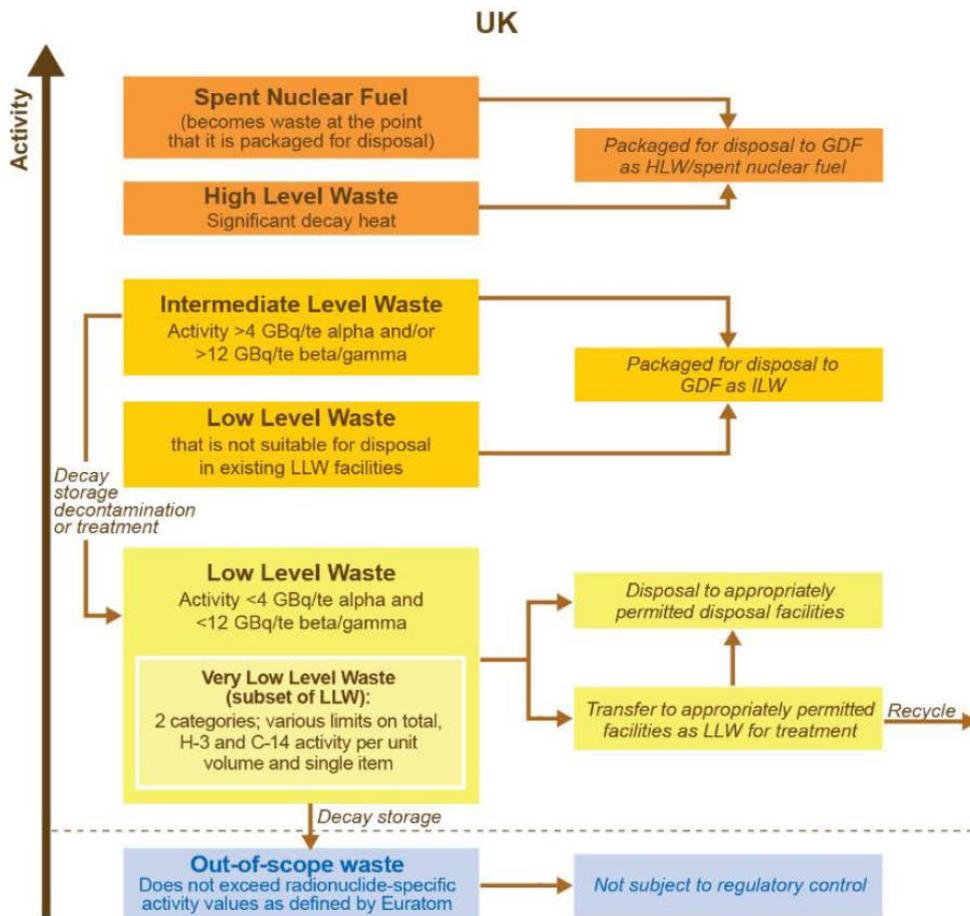 UK
Activity
Spent Nuclear Fuel
(becomes waste at the point
that it is packaged for disposal)
Packaged for disposal to GDF
as HLW/spent nuclear fuel
High Level Waste
Significant decay heat
Intermediate Level Waste
Activity >4 GBq/te alpha and/or
>12 GBq/te beta/gamma
Packaged for disposal to
GDF as ILW
Low Level Waste
that is not suitable for disposal
in existing LLW facilities
Decay
storage
decontamination
or treatment
Low Level Waste
Activity <4 GBq/te alpha and
<12 GBq/te beta/gamma
Very Low Level Waste
(subset of LLW):
2 categories; various limits on total,
H-3 and C-14 activity per unit
volume and single item
Disposal to appropriately
permitted disposal facilities
Transfer to appropriately permitted
facilities as LLW for treatment
Recycle
Decay storage
Out-of-scope waste
Does not exceed radionuclide-specific
activity values as defined by Euratom
Not subject to regulatory control